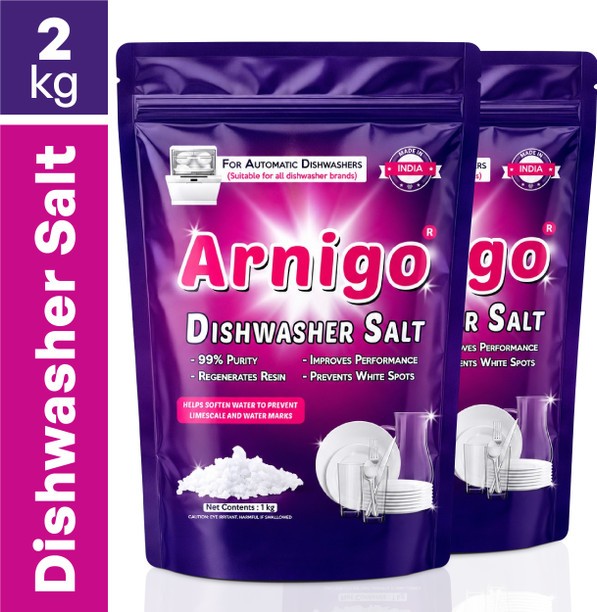 2
kg
Dishwasher Salt
For Automatic Dishwashers
(Suitable for all dishwasher brands)
MADE IN
INDIA
Arnigo®
Dishwasher Salt
- 99% Purity
- Improves Performance
- Regenerates Resin
- Prevents White Spots
HELPS SOFTEN WATER TO PREVENT
LIMESCALE AND WATER MARKS
Net Contents : 1 kg
CAUTION: EYE IRRITANT, HARMFUL IF SWALLOWED
ERS
ds)
MADE IN
INDIA
go®
r Salt
ves Performance
ents White Spots